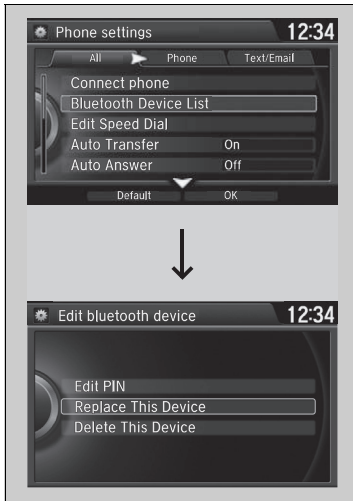 Phone settings 12:34
All Phone Text/Email
Connect phone
Bluetooth Device List
Edit Speed Dial
Auto Transfer On
Auto Answer Off
Default OK
Edit bluetooth device 12:34
Edit PIN
Replace This Device
Delete This Device